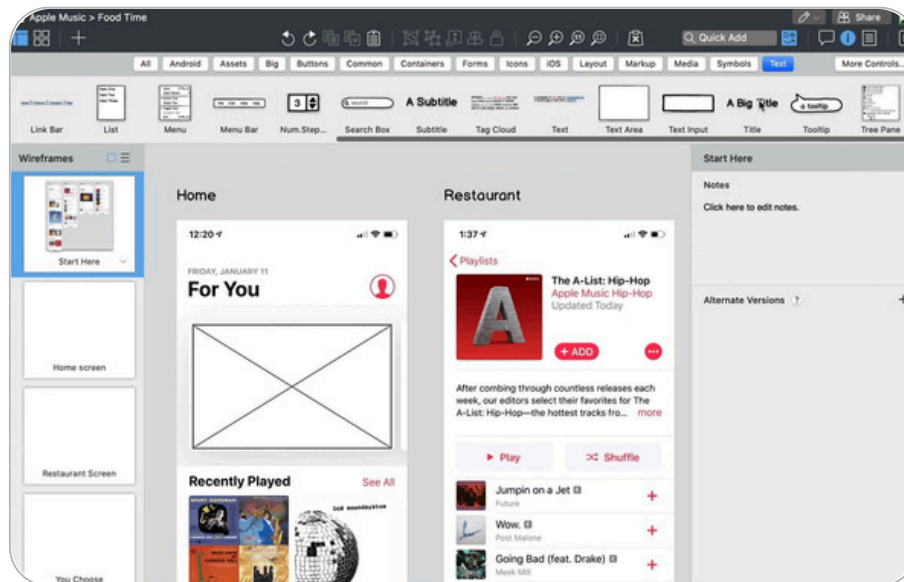 Apple Music > Food Time
Share
Quick Add
All Android Assets Big Buttons Common Containers Forms Icons iOS Layout Markup Media Symbols Text More Controls...
3
search
A Subtitle
A Big Title
a tooltip
Link Bar List Menu Menu Bar Num.Step... Search Box Subtitle Tag Cloud Text Text Area Text Input Title Tooltip Tree Pane
Wireframes
Start Here
Home screen
Restaurant Screen
You Choose
Home
12:20
FRIDAY, JANUARY 11
For You
Recently Played See All
lcd soundsystem
Restaurant
1:37
Playlists
A
The A-List: Hip-Hop
Apple Music Hip-Hop
Updated Today
+ ADD
After combing through countless releases each
week, our editors select their favorites for The
A-List: Hip-Hop—the hottest tracks fro... more
Play Shuffle
Jumpin on a Jet E
Future
Wow. E
Post Malone
Going Bad (feat. Drake) E
Meek Mill
Start Here
Notes
Click here to edit notes.
Alternate Versions ? +